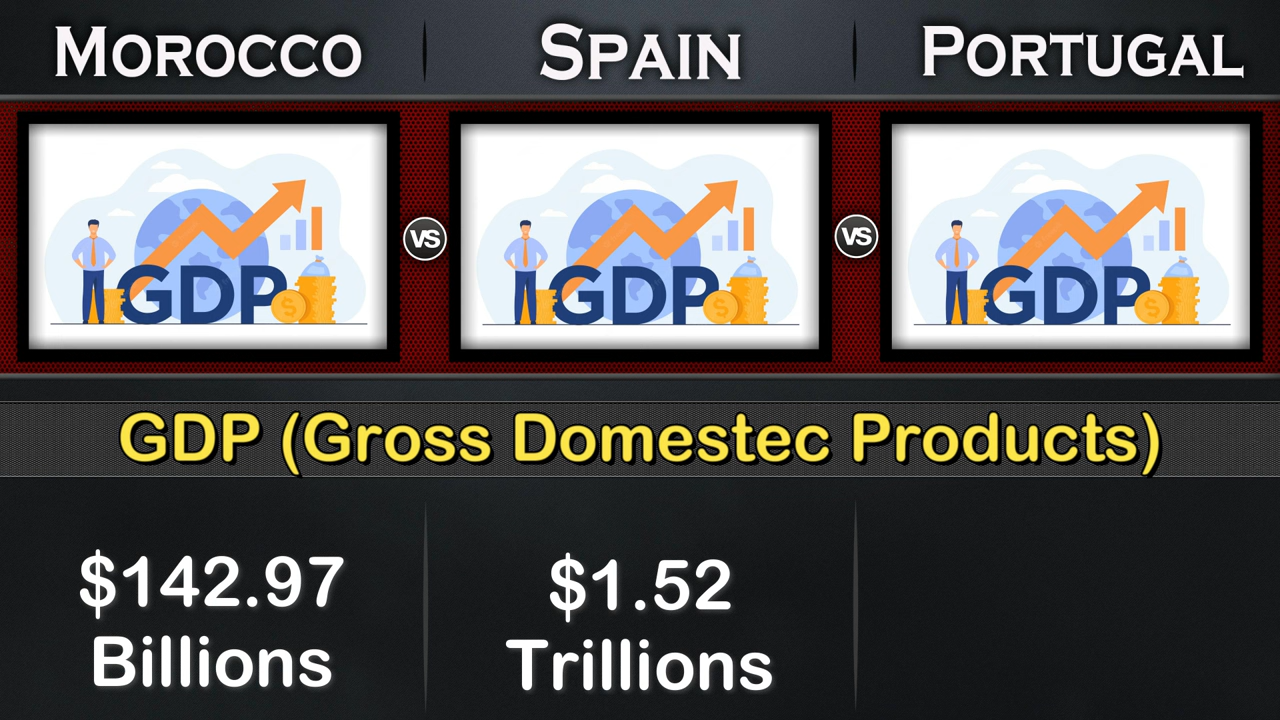 MOROCCO
SPAIN
PORTUGAL
VS
VS
GDP
GDP
GDP
GDP (Gross Domestec Products)
$142.97
Billions
$1.52
Trillions